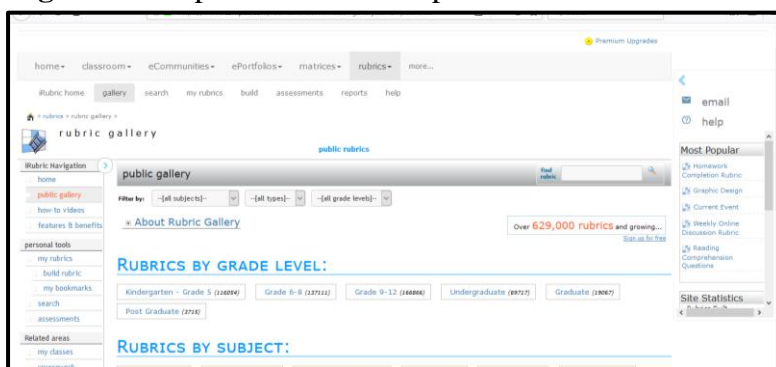 Premium Upgrades
home classroom eCommunities ePortfolios matrices rubrics more...
iRubric home gallery search my rubrics build assessments reports help
> rubrics > rubric gallery >
rubric gallery
public rubrics
iRubric Navigation
home
public gallery
how-to videos
features & benefits
personal tools
my rubrics
build rubric
my bookmarks
search
assessments
Related areas
my classes
public gallery
find rubric
Filter by: --[all subjects]-- --[all types]-- --[all grade levels]--
About Rubric Gallery
Over 629,000 rubrics and growing...
Sign up for free
RUBRICS BY GRADE LEVEL:
Kindergarten - Grade 5 (116894) Grade 6-8 (137111) Grade 9-12 (166866) Undergraduate (69717) Graduate (19067)
Post Graduate (2715)
RUBRICS BY SUBJECT:
email
help
Most Popular
Homework
Completion Rubric
Graphic Design
Current Event
Weekly Online
Discussion Rubric
Reading
Comprehension
Questions
Site Statistics